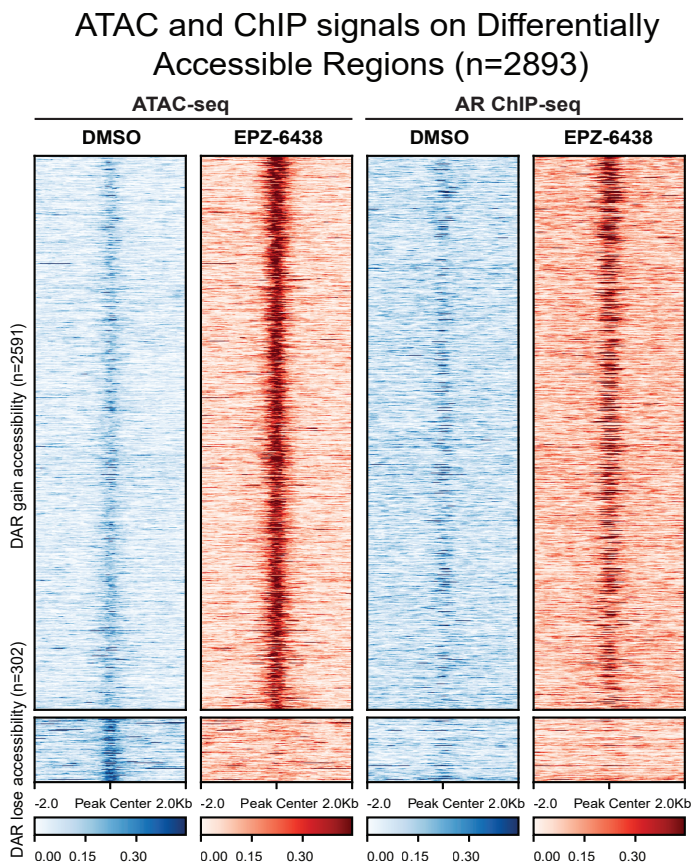 ATAC and ChIP signals on Differentially
Accessible Regions (n=2893)
ATAC-seq AR ChIP-seq
DMSO EPZ-6438 DMSO EPZ-6438
DAR gain accessibility (n=2591)
DAR lose accessibility (n=302)
-2.0 Peak Center 2.0Kb -2.0 Peak Center 2.0Kb -2.0 Peak Center 2.0Kb -2.0 Peak Center 2.0Kb
0.00 0.15 0.30 0.00 0.15 0.30 0.00 0.15 0.30 0.00 0.15 0.30